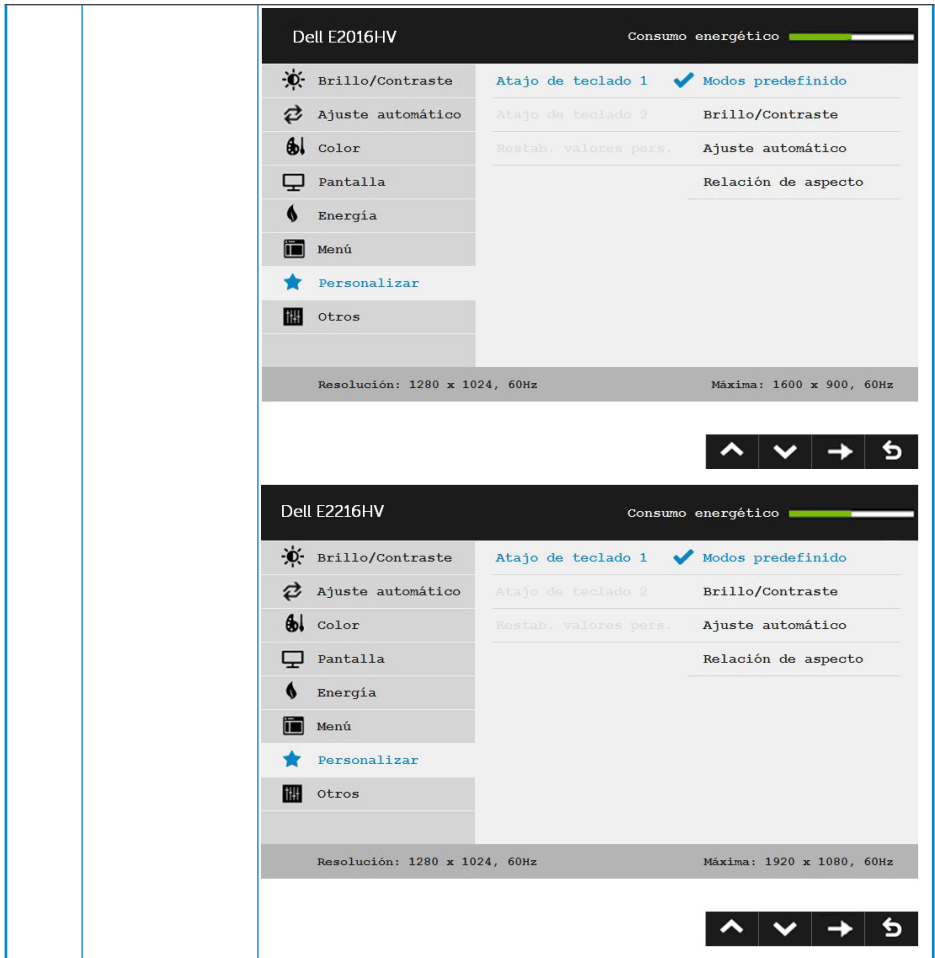 Dell E2016HV Consumo energético
Brillo/Contraste Atajo de teclado 1 Modos predefinido
Ajuste automático Atajo de teclado 2 Brillo/Contraste
Color Restab. valores pers. Ajuste automático
Pantalla Relación de aspecto
Energía
Menú
Personalizar
Otros
Resolución: 1280 x 1024, 60Hz Máxima: 1600 x 900, 60Hz
Dell E2216HV Consumo energético
Brillo/Contraste Atajo de teclado 1 Modos predefinido
Ajuste automático Atajo de teclado 2 Brillo/Contraste
Color Restab. valores pers. Ajuste automático
Pantalla Relación de aspecto
Energía
Menú
Personalizar
Otros
Resolución: 1280 x 1024, 60Hz Máxima: 1920 x 1080, 60Hz